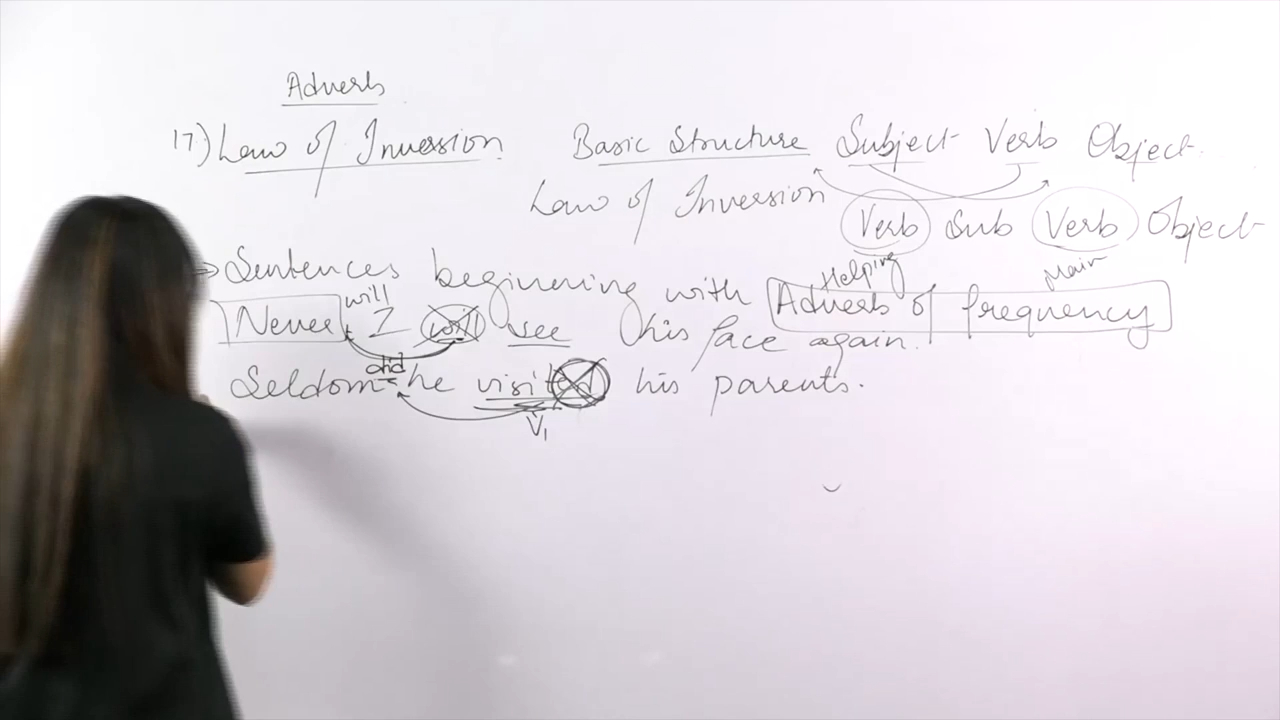 Adverb
17) Law of Inversion Basic Structure Subject Verb Object.
Law of Inversion
Verb Sub Verb Object
Helping Main
→ Sentences beginning with Adverbs of frequency
will
Never I will see his face again.
did
Seldom he visited his parents.
V1